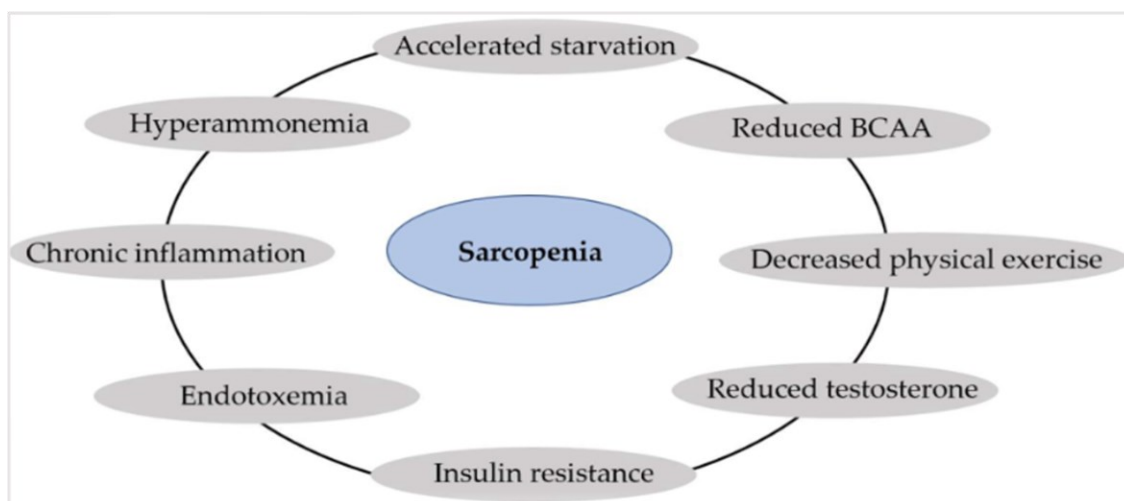 Accelerated starvation
Hyperammonemia
Reduced BCAA
Chronic inflammation
Sarcopenia
Decreased physical exercise
Endotoxemia
Reduced testosterone
Insulin resistance